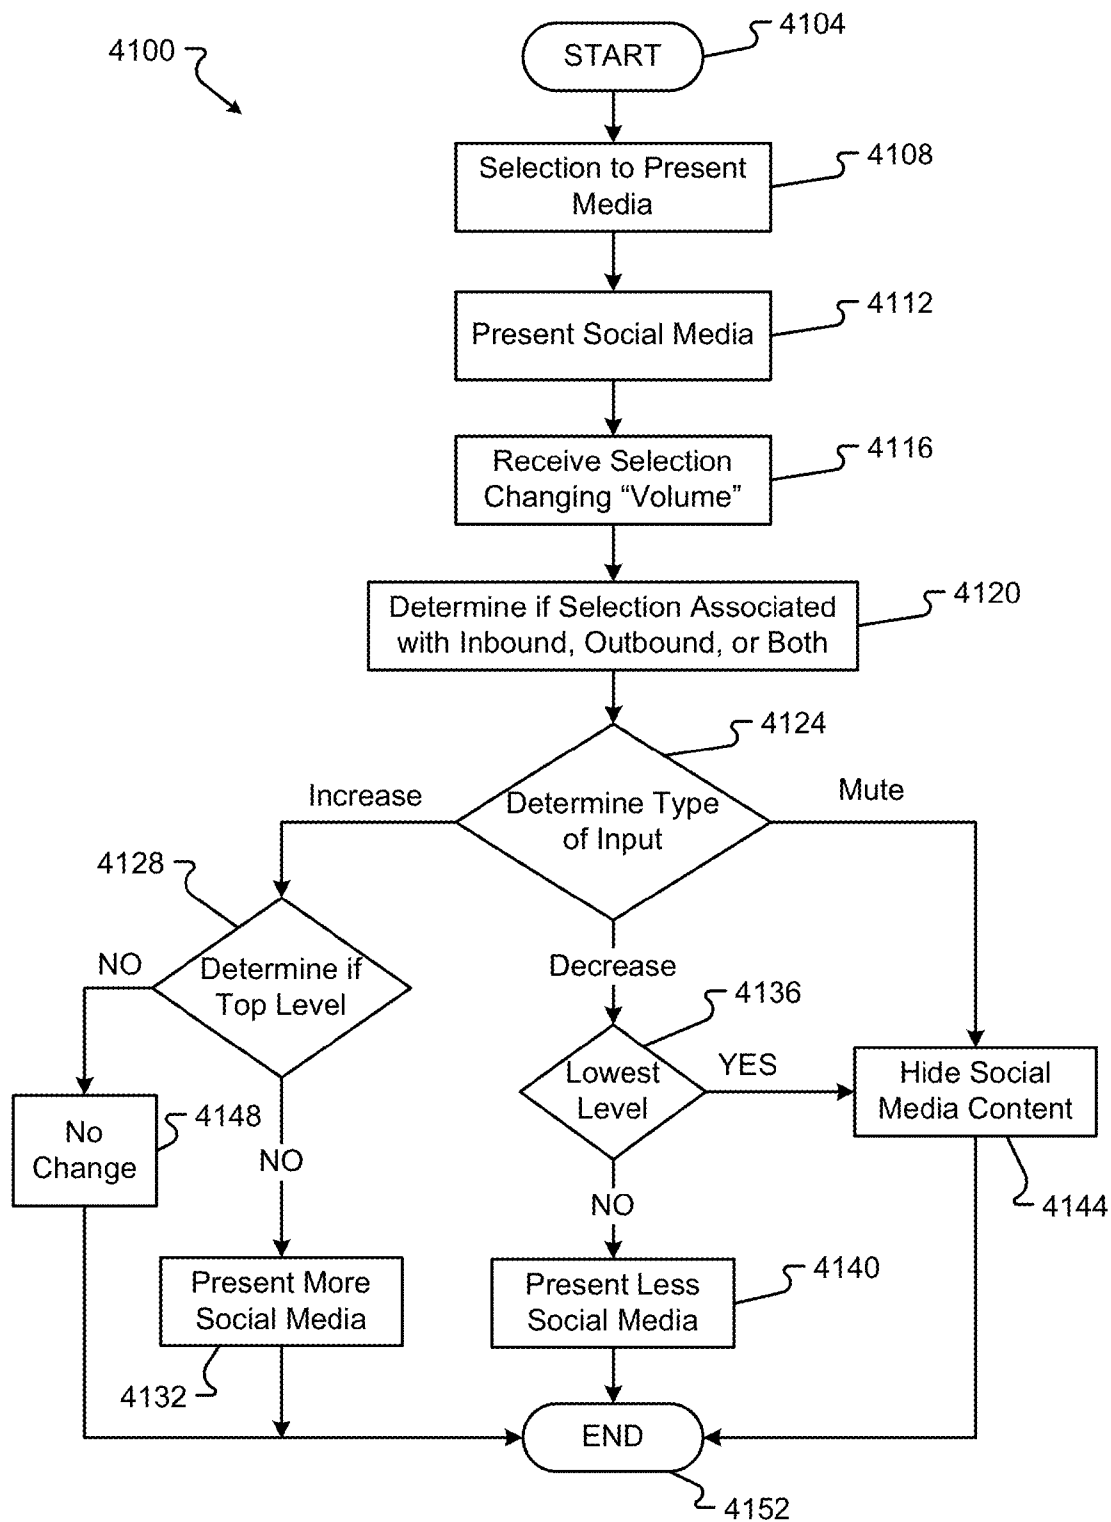 4100
4104
START
4108
Selection to Present
Media
4112
Present Social Media
4116
Receive Selection
Changing “Volume”
4120
Determine if Selection Associated
with Inbound, Outbound, or Both
4124
Determine Type
of Input
Increase
Mute
Decrease
4128
Determine if
Top Level
NO
NO
4136
Lowest
Level
YES
NO
Hide Social
Media Content
4144
4148
No
Change
Present More
Social Media
4132
Present Less
Social Media
4140
END
4152